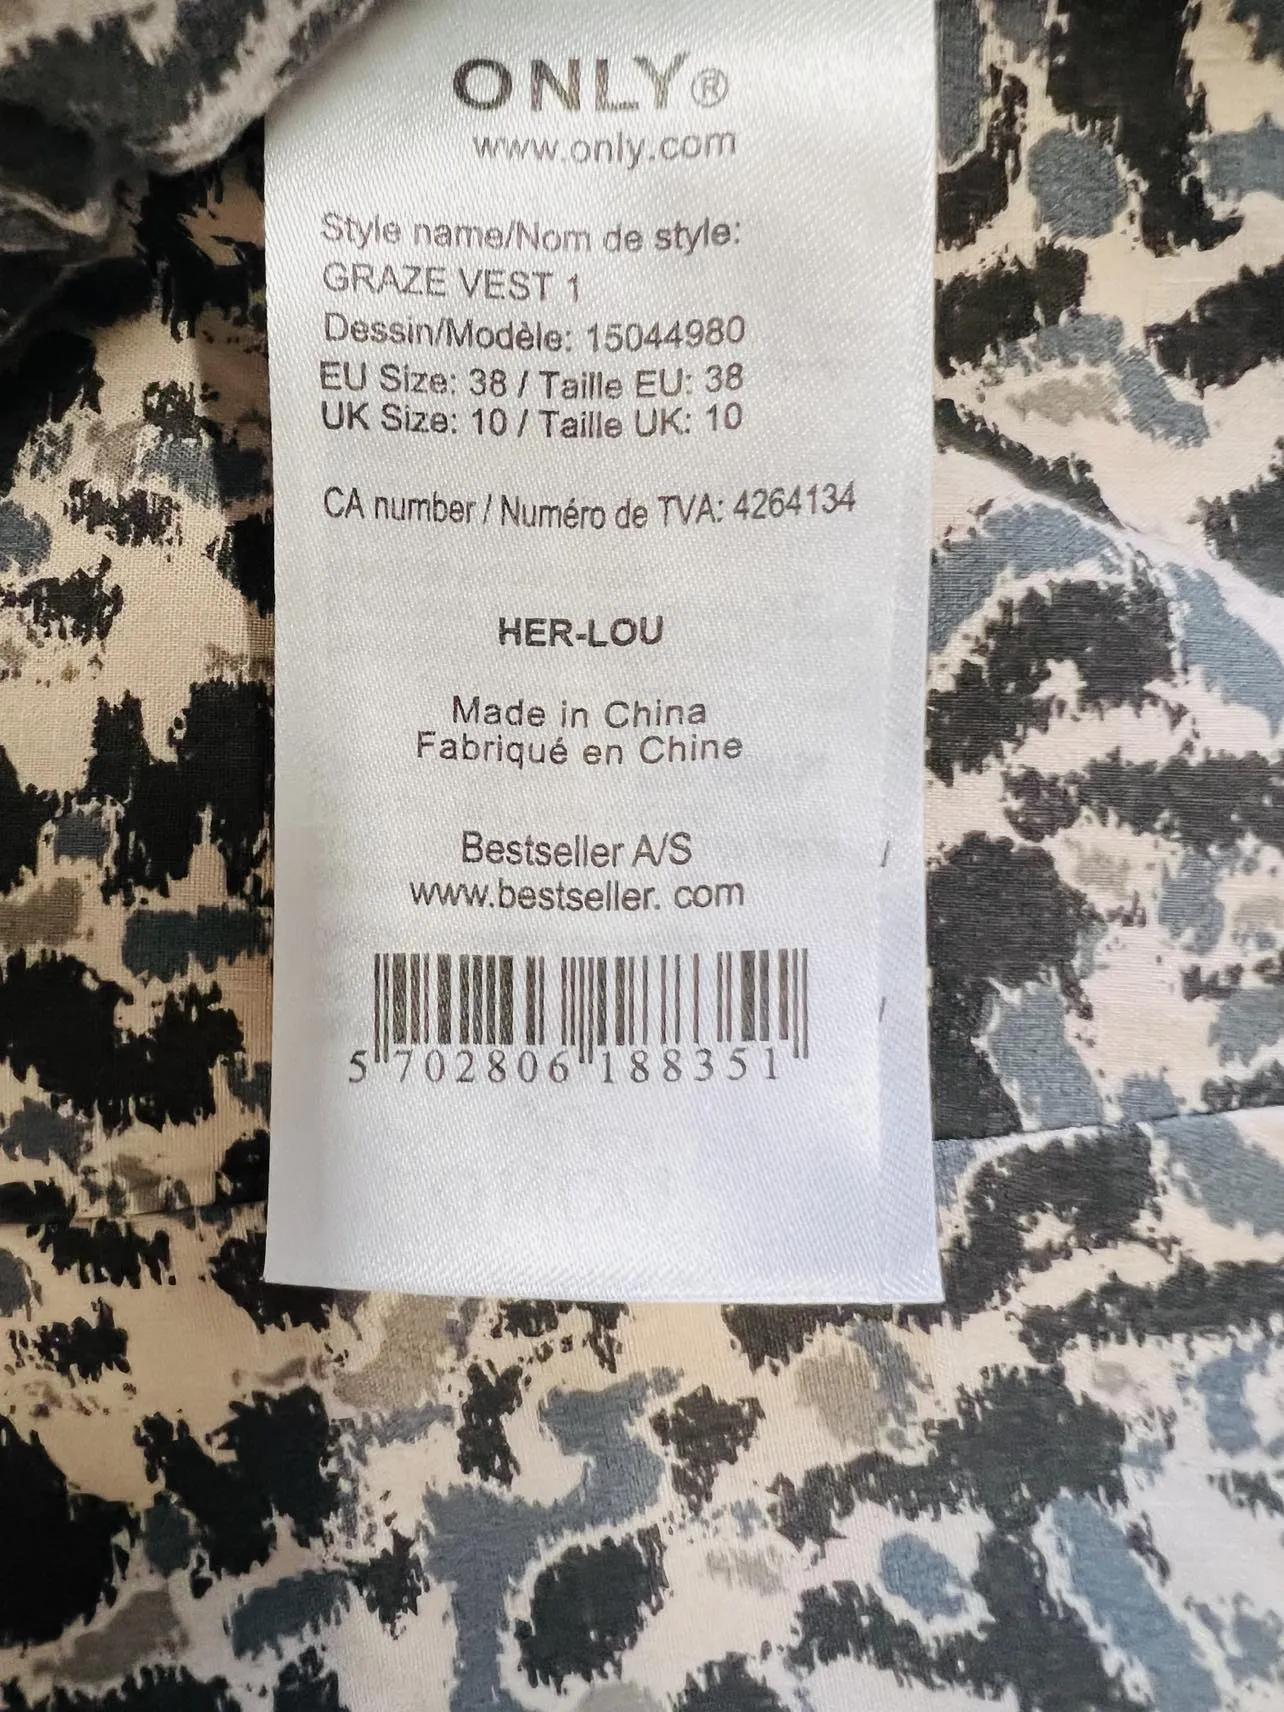 ONLY®
www.only.com
Style name/Nom de style:
GRAZE VEST 1
Dessin/Modèle: 15044980
EU Size: 38 / Taille EU: 38
UK Size: 10 / Taille UK: 10
CA number / Numéro de TVA: 4264134
HER-LOU
Made in China
Fabriqué en Chine
Bestseller A/S
www.bestseller. com
5 702806 188351